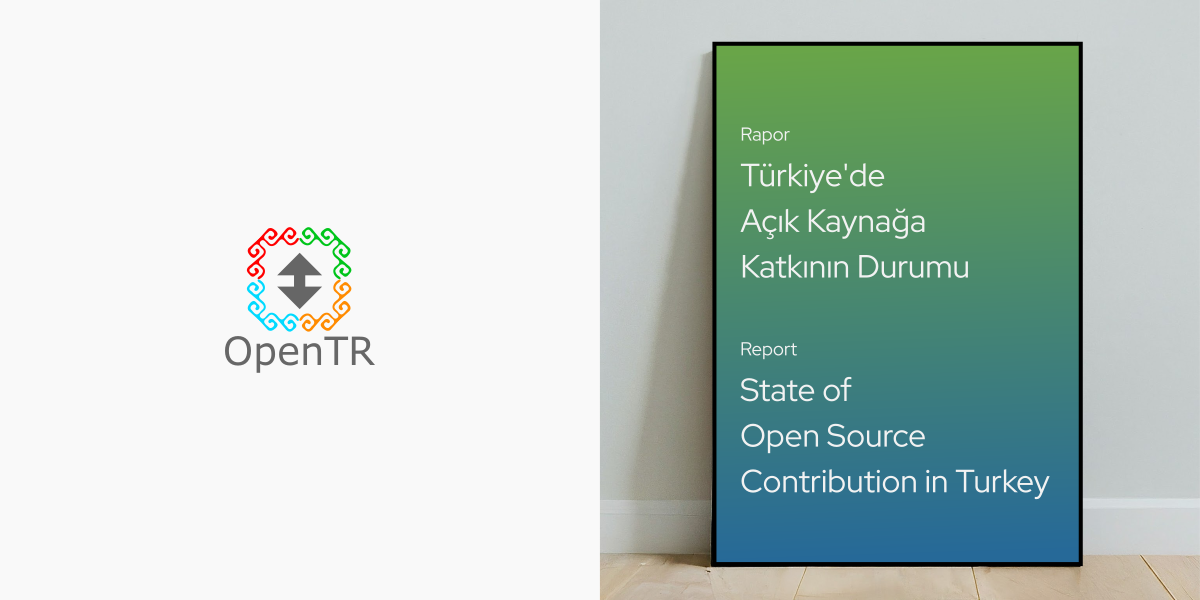 OpenTR
Rapor
Türkiye'de
Açık Kaynağa
Katkının Durumu
Report
State of
Open Source
Contribution in Turkey